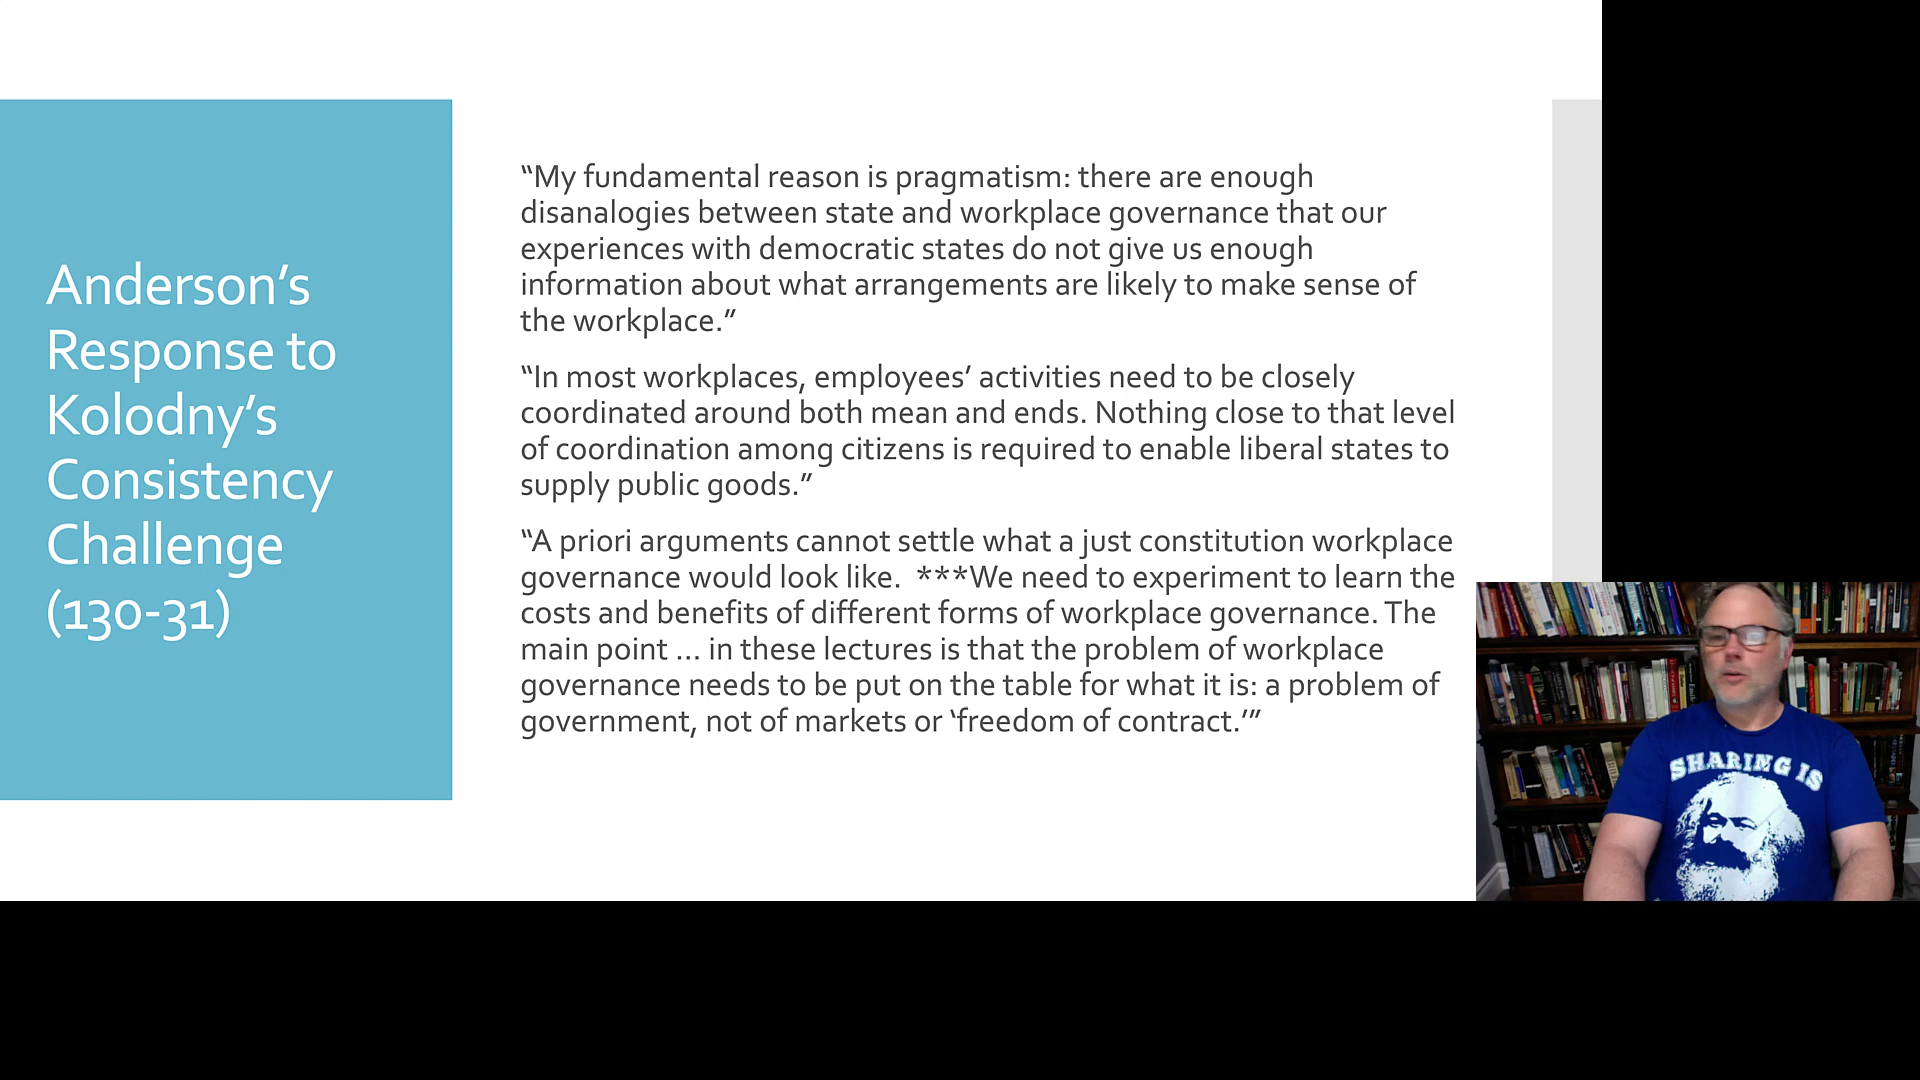 Anderson’s
Response to
Kolodny’s
Consistency
Challenge
(130-31)
“My fundamental reason is pragmatism: there are enough
disanalogies between state and workplace governance that our
experiences with democratic states do not give us enough
information about what arrangements are likely to make sense of
the workplace.”
“In most workplaces, employees’ activities need to be closely
coordinated around both mean and ends. Nothing close to that level
of coordination among citizens is required to enable liberal states to
supply public goods.”
“A priori arguments cannot settle what a just constitution workplace
governance would look like.  ***We need to experiment to learn the
costs and benefits of different forms of workplace governance. The
main point … in these lectures is that the problem of workplace
governance needs to be put on the table for what it is: a problem of
government, not of markets or ‘freedom of contract.’”
SHARING IS